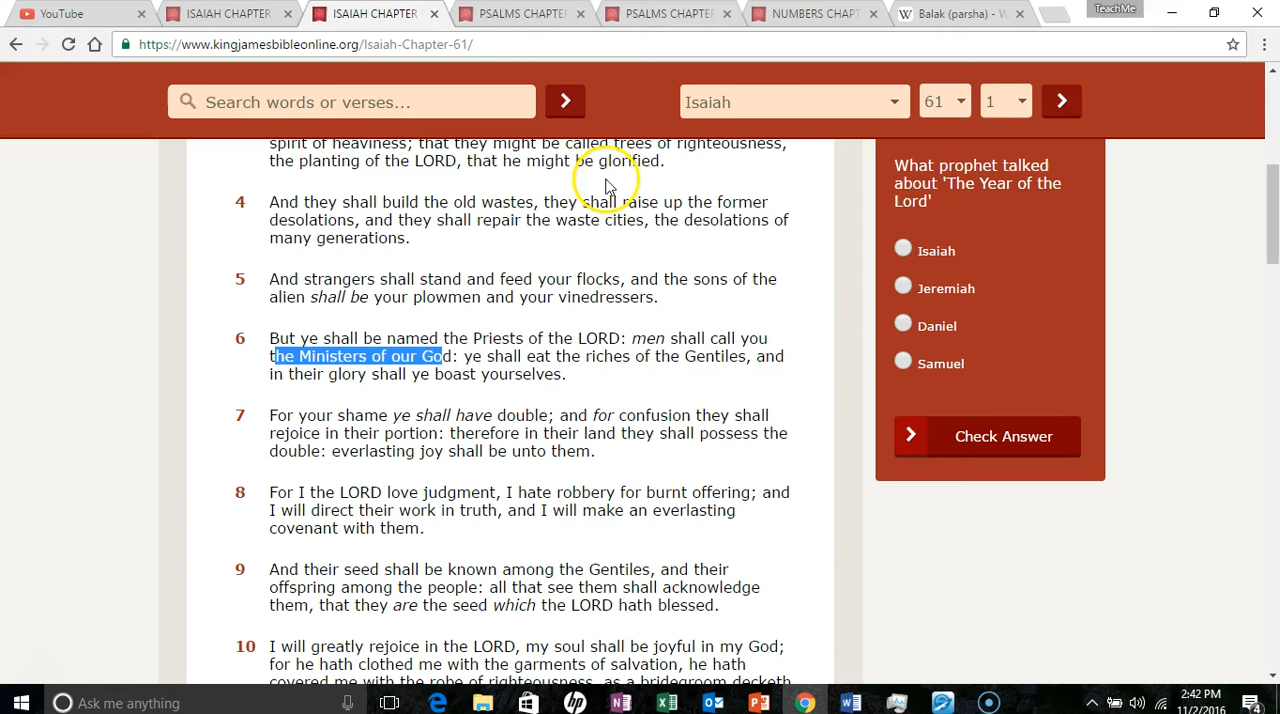 YouTube
ISAIAH CHAPTER
ISAIAH CHAPTER
PSALMS CHAPTE
PSALMS CHAPTE
NUMBERS CHAPT
Balak (parsha) - W
TeachMe
https://www.kingjamesbibleonline.org/Isaiah-Chapter-61/
Search words or verses...
Isaiah
61
1
spirit of heaviness; that they might be called trees of righteousness,
the planting of the LORD, that he might be glorified.
4 And they shall build the old wastes, they shall raise up the former
desolations, and they shall repair the waste cities, the desolations of
many generations.
5 And strangers shall stand and feed your flocks, and the sons of the
alien shall be your plowmen and your vinedressers.
6 But ye shall be named the Priests of the LORD: men shall call you
the Ministers of our God: ye shall eat the riches of the Gentiles, and
in their glory shall ye boast yourselves.
7 For your shame ye shall have double; and for confusion they shall
rejoice in their portion: therefore in their land they shall possess the
double: everlasting joy shall be unto them.
8 For I the LORD love judgment, I hate robbery for burnt offering; and
I will direct their work in truth, and I will make an everlasting
covenant with them.
9 And their seed shall be known among the Gentiles, and their
offspring among the people: all that see them shall acknowledge
them, that they are the seed which the LORD hath blessed.
10 I will greatly rejoice in the LORD, my soul shall be joyful in my God;
for he hath clothed me with the garments of salvation, he hath
covered me with the robe of righteousness, as a bridegroom decketh
What prophet talked
about 'The Year of the
Lord'
Isaiah
Jeremiah
Daniel
Samuel
Check Answer
Ask me anything
2:42 PM
11/2/2016
4